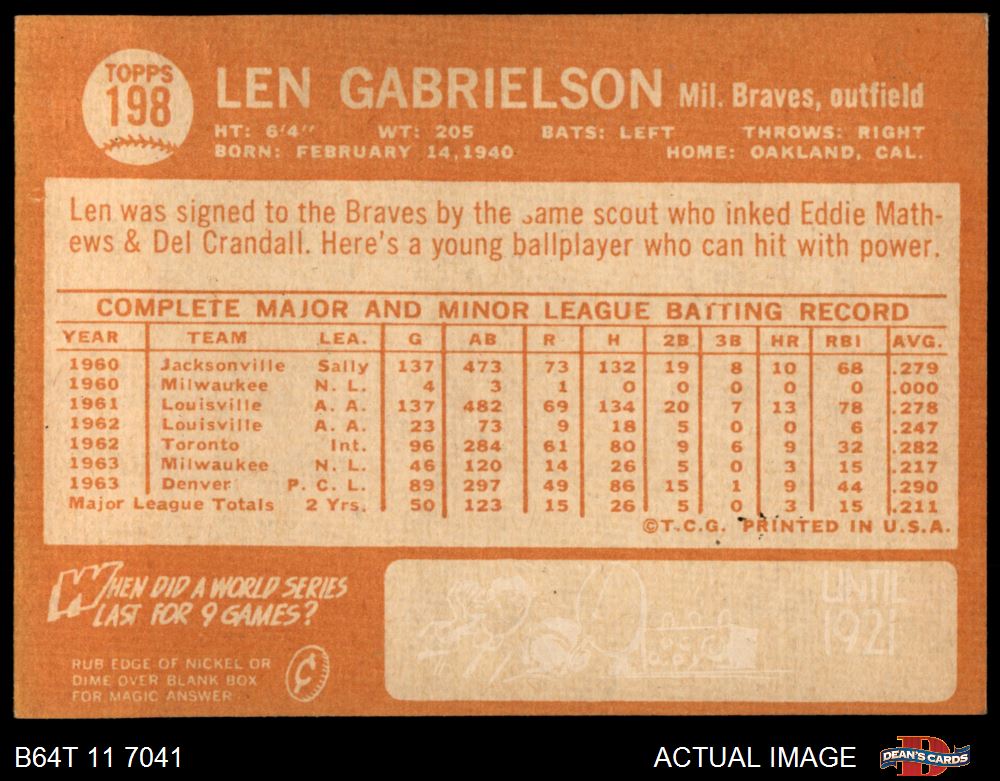 TOPPS
198
LEN GABRIELSON Mil. Braves, outfield
HT: 6'4" WT: 205 BATS: LEFT THROWS: RIGHT
BORN: FEBRUARY 14, 1940 HOME: OAKLAND, CAL.
Len was signed to the Braves by the same scout who inked Eddie Math-
ews & Del Crandall. Here's a young ballplayer who can hit with power.
COMPLETE MAJOR AND MINOR LEAGUE BATTING RECORD
YEAR TEAM LEA. G AB R H 2B 3B HR RBI AVG.
1960 Jacksonville Sally 137 473 73 132 19 8 10 68 .279
1960 Milwaukee N. L. 4 3 1 0 0 0 0 0 .000
1961 Louisville A. A. 137 482 69 134 20 7 13 78 .278
1962 Louisville A. A. 23 73 9 18 5 0 0 6 .247
1962 Toronto Int. 96 284 61 80 9 6 9 32 .282
1963 Milwaukee N. L. 46 120 14 26 5 0 3 15 .217
1963 Denver P. C. L. 89 297 49 86 15 1 9 44 .290
Major League Totals 2 Yrs. 50 123 15 26 5 0 3 15 .211
©T.C.G. PRINTED IN U.S.A.
WHEN DID A WORLD SERIES
LAST FOR 9 GAMES?
RUB EDGE OF NICKEL OR
DIME OVER BLANK BOX
FOR MAGIC ANSWER
UNTIL
1921
B64T 11 7041 ACTUAL IMAGE DEAN'S CARDS